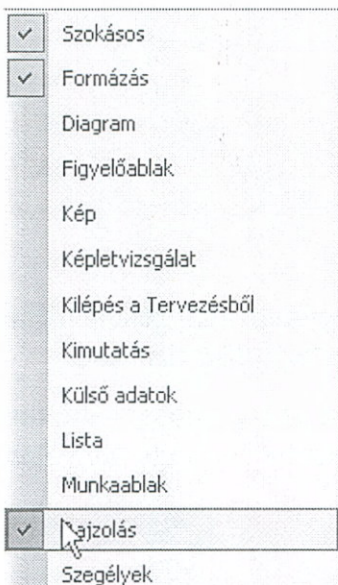 Szokásos
Formázás
Diagram
Figyelőablak
Kép
Képletvizsgálat
Kilépés a Tervezésből
Kimutatás
Külső adatok
Lista
Munkaablak
Rajzolás
Szegélyek